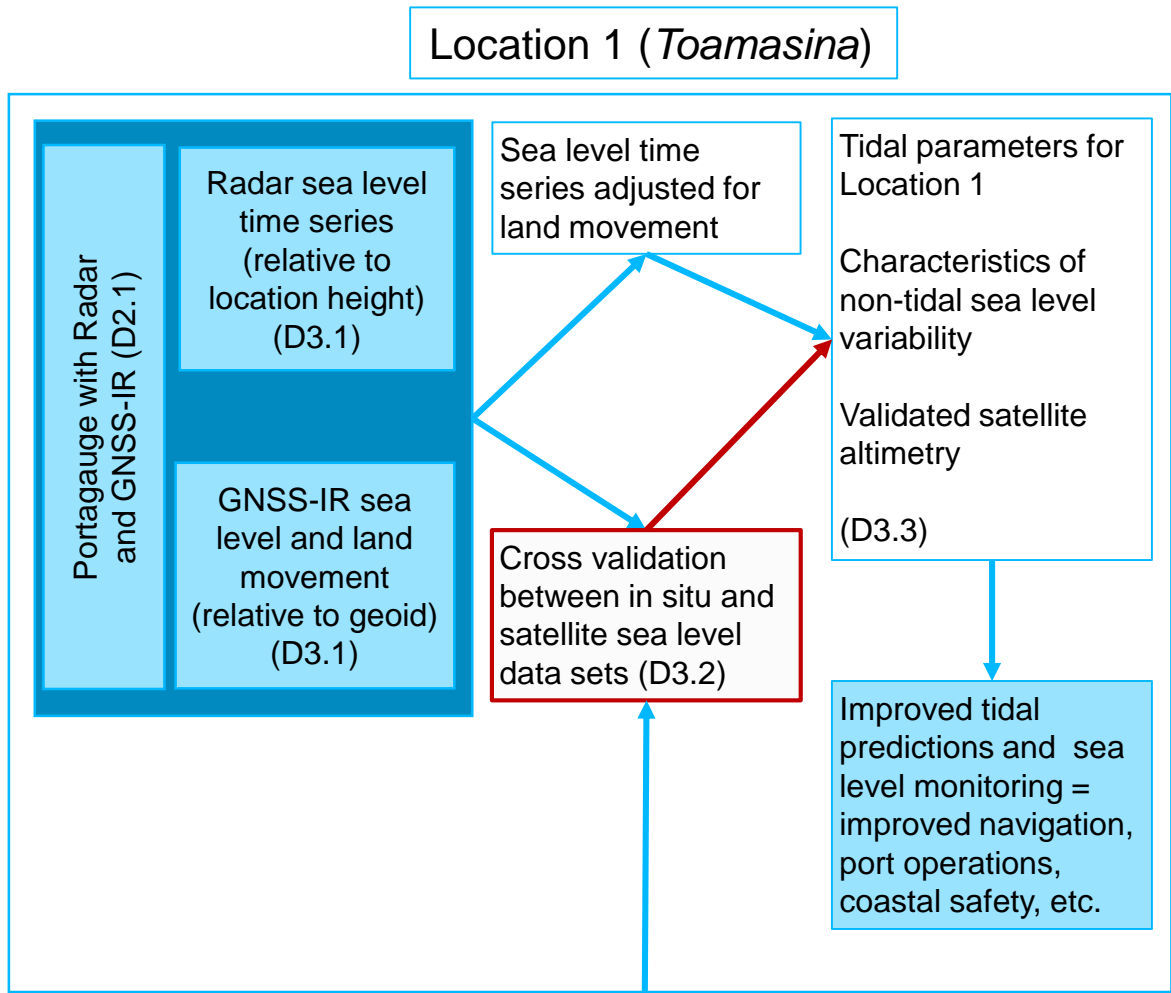 Location 1 (Toamasina)
Portagauge with Radar
and GNSS-IR (D2.1)
Radar sea level
time series
(relative to
location height)
(D3.1)
GNSS-IR sea
level and land
movement
(relative to geoid)
(D3.1)
Sea level time
series adjusted for
land movement
Cross validation
between in situ and
satellite sea level
data sets (D3.2)
Tidal parameters for
Location 1
Characteristics of
non-tidal sea level
variability
Validated satellite
altimetry
(D3.3)
Improved tidal
predictions and  sea
level monitoring =
improved navigation,
port operations,
coastal safety, etc.